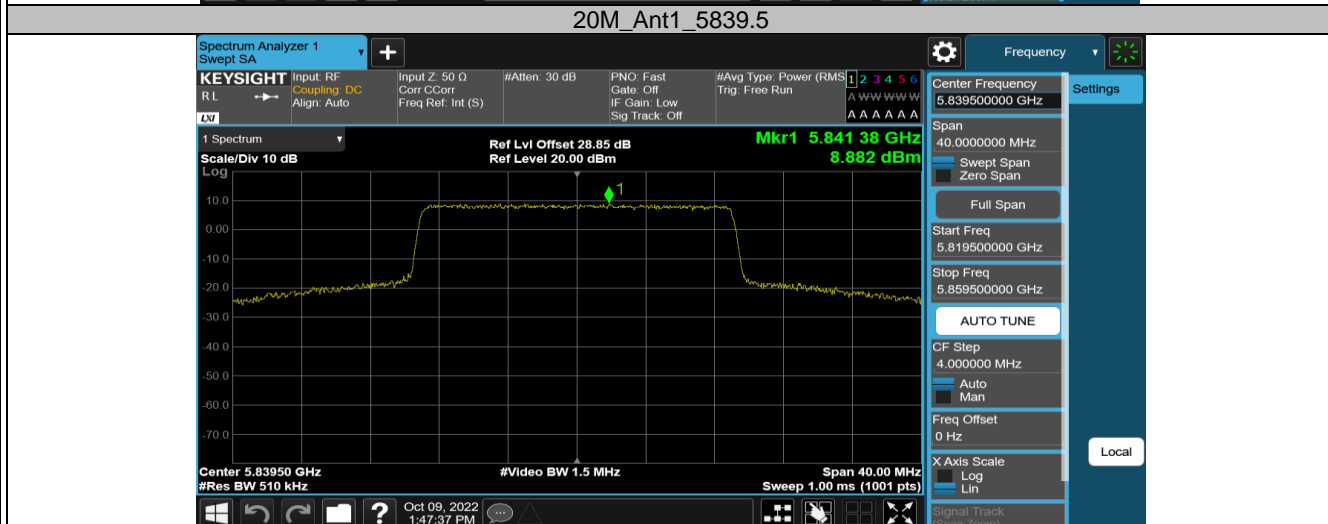 20M_Ant1_5839.5
Spectrum Analyzer 1
Swept SA
Frequency
KEYSIGHT
RL
LXI
Input: RF
Coupling: DC
Align: Auto
Input Z: 50 Ω
Corr CCorr
Freq Ref: Int (S)
#Atten: 30 dB
PNO: Fast
Gate: Off
IF Gain: Low
Sig Track: Off
#Avg Type: Power (RMS
Trig: Free Run
1 2 3 4 5 6
A W W W W W
A A A A A A
1 Spectrum
Scale/Div 10 dB
Log
Ref Lvl Offset 28.85 dB
Ref Level 20.00 dBm
Mkr1 5.841 38 GHz
8.882 dBm
1
10.0
0.00
-10.0
-20.0
-30.0
-40.0
-50.0
-60.0
-70.0
Center 5.83950 GHz
#Res BW 510 kHz
#Video BW 1.5 MHz
Span 40.00 MHz
Sweep 1.00 ms (1001 pts)
Center Frequency
5.839500000 GHz
Span
40.0000000 MHz
Swept Span
Zero Span
Full Span
Start Freq
5.819500000 GHz
Stop Freq
5.859500000 GHz
AUTO TUNE
CF Step
4.000000 MHz
Auto
Man
Freq Offset
0 Hz
X Axis Scale
Log
Lin
Signal Track
(Span Zoom)
Settings
Local
?
Oct 09, 2022
1:47:37 PM